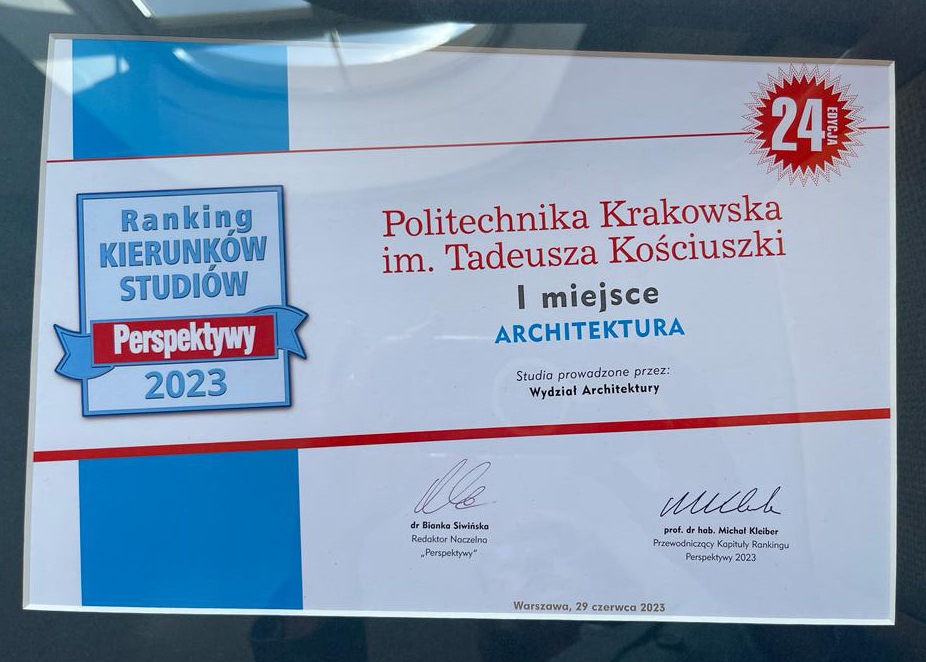 24
EDYCJA
Ranking
KIERUNKÓW
STUDIÓW
Perspektywy
2023
Politechnika Krakowska
im. Tadeusza Kościuszki
I miejsce
ARCHITEKTURA
Studia prowadzone przez:
Wydział Architektury
dr Bianka Siwińska
Redaktor Naczelna
„Perspektywy”
prof. dr hab. Michał Kleiber
Przewodniczący Kapituły Rankingu
Perspektywy 2023
Warszawa, 29 czerwca 2023